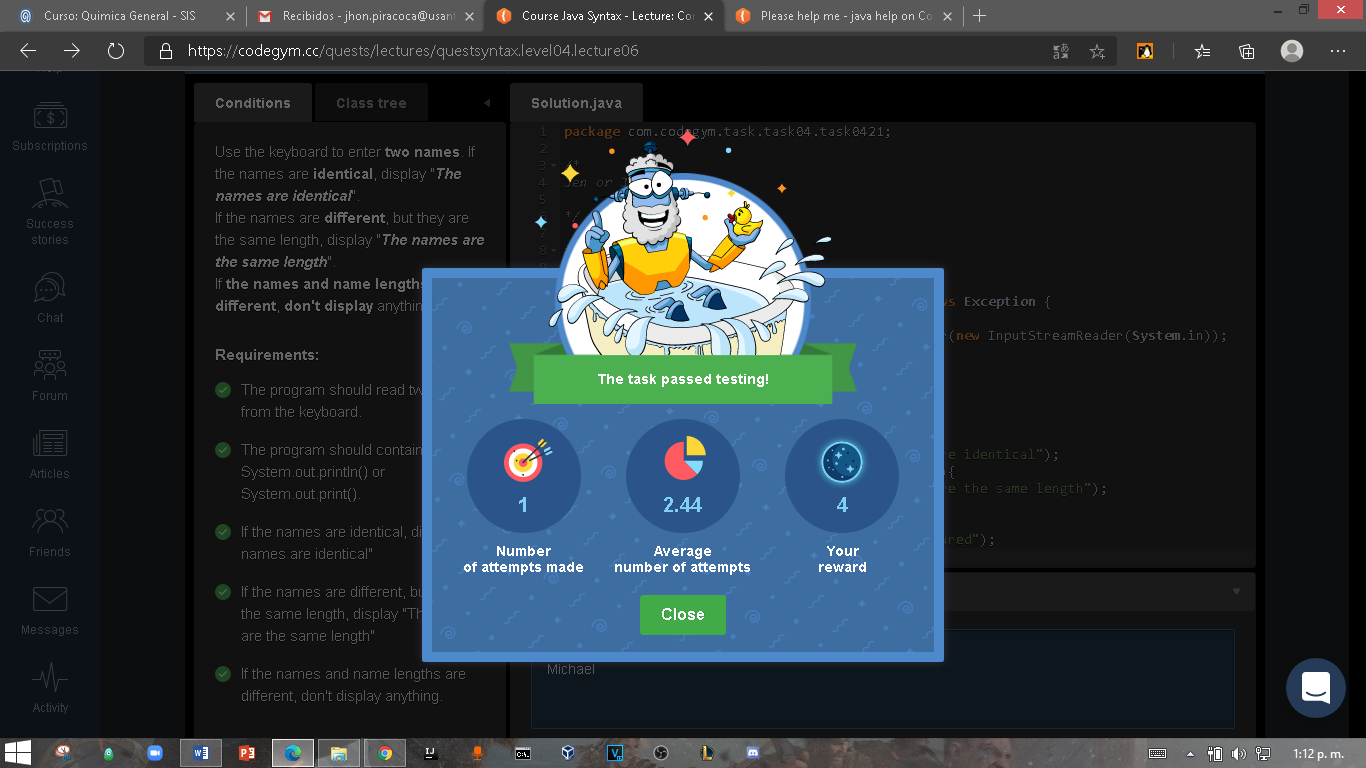 Curso: Quimica General - SIS
Recibidos - jhon.piracoca@usan
Course Java Syntax - Lecture: Co
Please help me - java help on Co
https://codegym.cc/quests/lectures/questsyntax.level04.lecture06
Subscriptions
Success
stories
Chat
Forum
Articles
Friends
Messages
Activity
Conditions
Class tree
Use the keyboard to enter two names. If
the names are identical, display "The
names are identical".
If the names are different, but they are
the same length, display "The names are
the same length".
If the names and name lengths
different, don't display anything
Requirements:
The program should read tw
from the keyboard.
The program should contain
System.out.println() or
System.out.print().
If the names are identical, di
names are identical"
If the names are different, bu
the same length, display "Th
are the same length"
If the names and name lengths are
different, don't display anything.
Solution.java
1 package com.codegym.task.task04.task0421;
2
3 /*
4 Jen or J
5
*/
8
ws Exception {
(new InputStreamReader(System.in));
e identical");
){
e the same length");
ured");
The task passed testing!
1
Number
of attempts made
2.44
Average
number of attempts
4
Your
reward
Close
Michael
1:12 p. m.